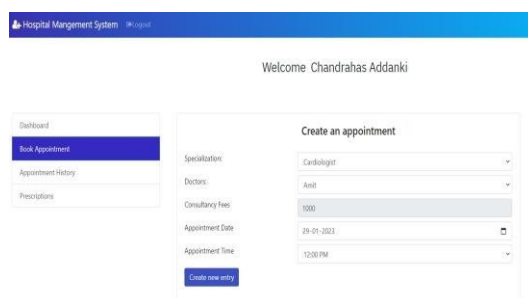 Hospital Mangement System Logout
Welcome Chandrahas Addanki
Dashboard
Book Appointment
Appointment History
Prescriptions
Create an appointment
Specialization: Cardiologist
Doctors: Amit
Consultancy Fees 1000
Appointment Date 29-01-2023
Appointment Time 12:00 PM
Create new entry